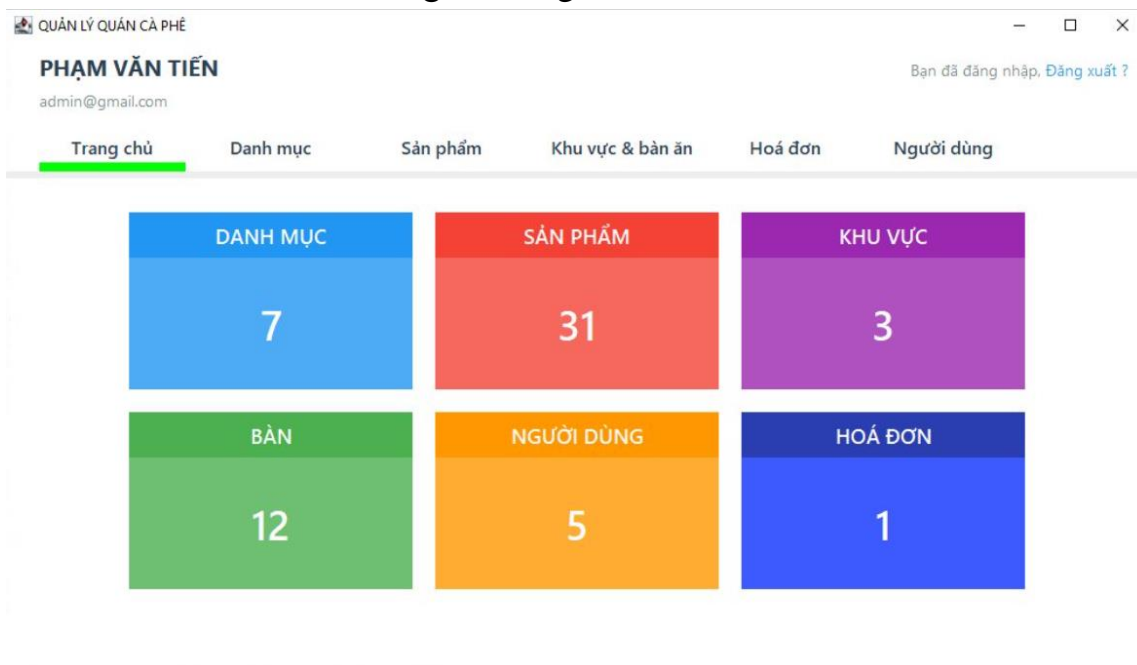 QUẢN LÝ QUÁN CÀ PHÊ
PHẠM VĂN TIẾN
Bạn đã đăng nhập, Đăng xuất ?
admin@gmail.com
Trang chủ Danh mục Sản phẩm Khu vực & bàn ăn Hoá đơn Người dùng
DANH MỤC SẢN PHẨM KHU VỰC
7 31 3
BÀN NGƯỜI DÙNG HOÁ ĐƠN
12 5 1